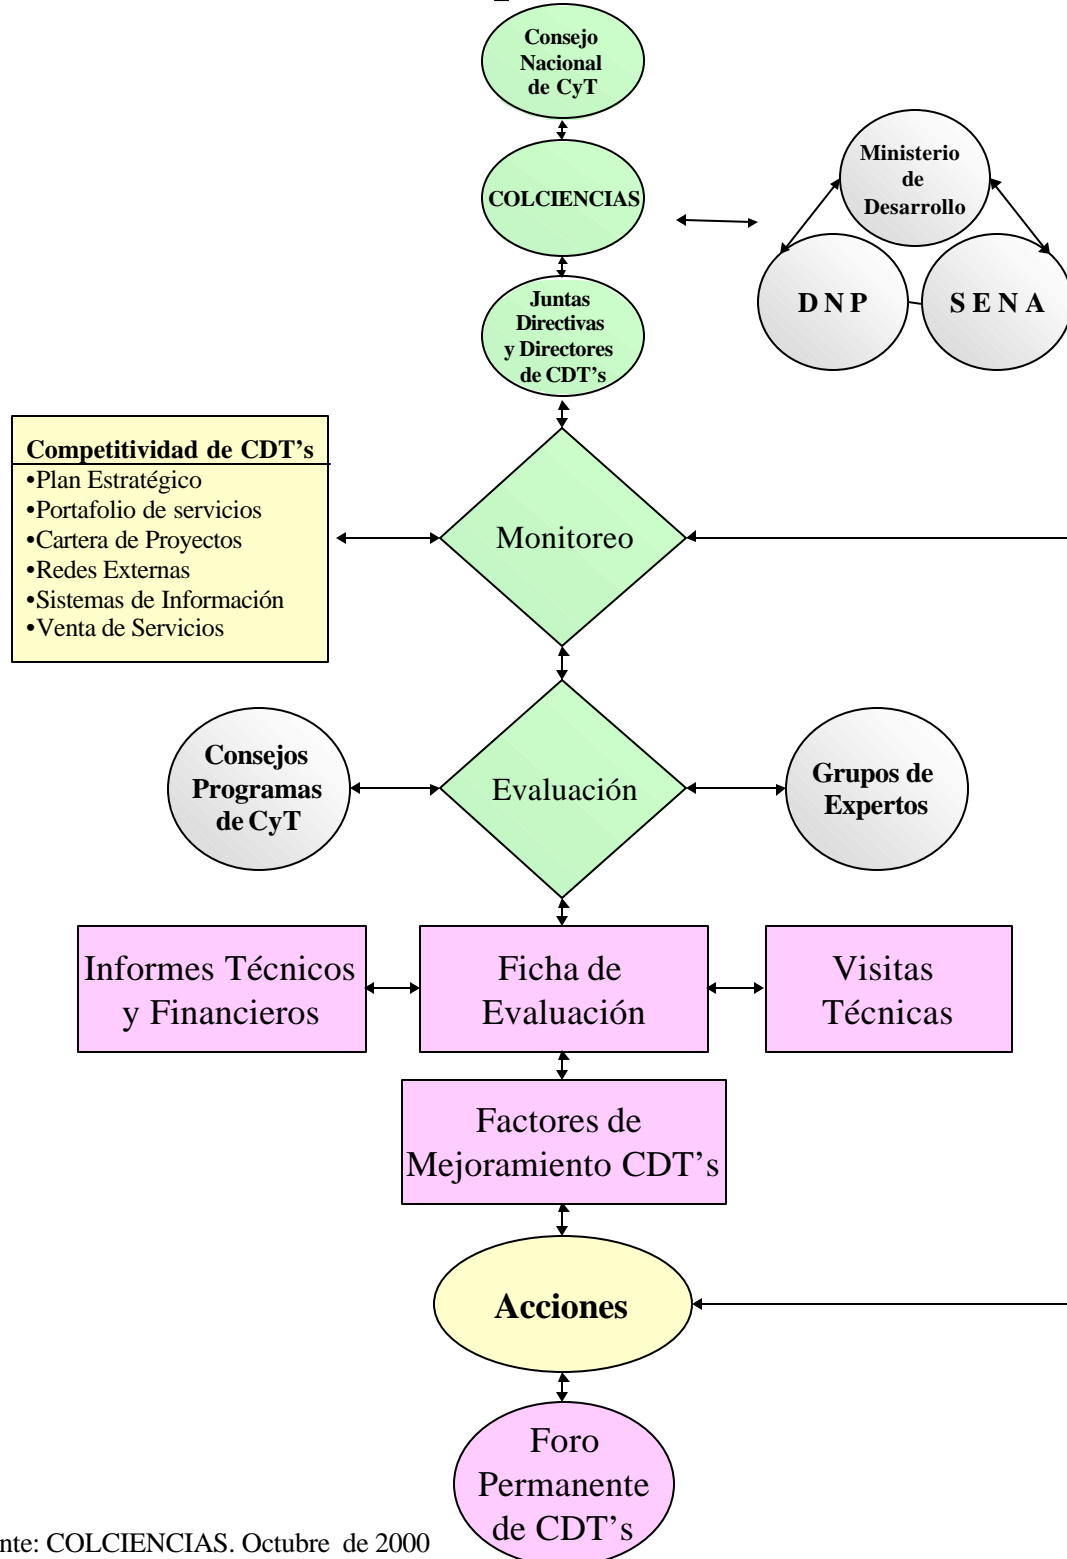 Consejo
Nacional
de CyT
COLCIENCIAS
Ministerio
de
Desarrollo
D N P
S E N A
Juntas
Directivas
y Directores
de CDT's
Competitividad de CDT's
•Plan Estratégico
•Portafolio de servicios
•Cartera de Proyectos
•Redes Externas
•Sistemas de Información
•Venta de Servicios
Monitoreo
Consejos
Programas
de CyT
Evaluación
Grupos de
Expertos
Informes Técnicos
y Financieros
Ficha de
Evaluación
Visitas
Técnicas
Factores de
Mejoramiento CDT's
Acciones
Foro
Permanente
de CDT's
nte: COLCIENCIAS. Octubre de 2000